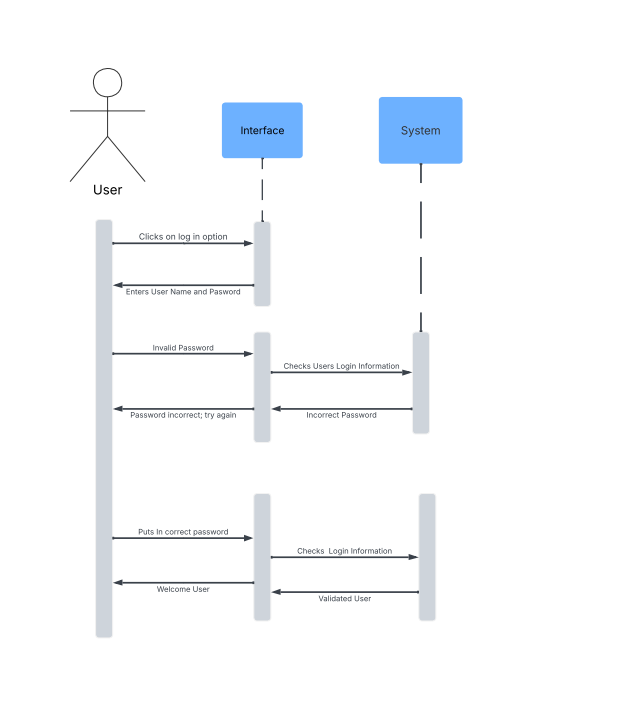 Interface
System
User
Clicks on log in option
Enters User Name and Pasword
Invalid Password
Checks Users Login Information
Password incorrect; try again
Incorrect Password
Puts In correct password
Checks  Login Information
Welcome User
Validated User